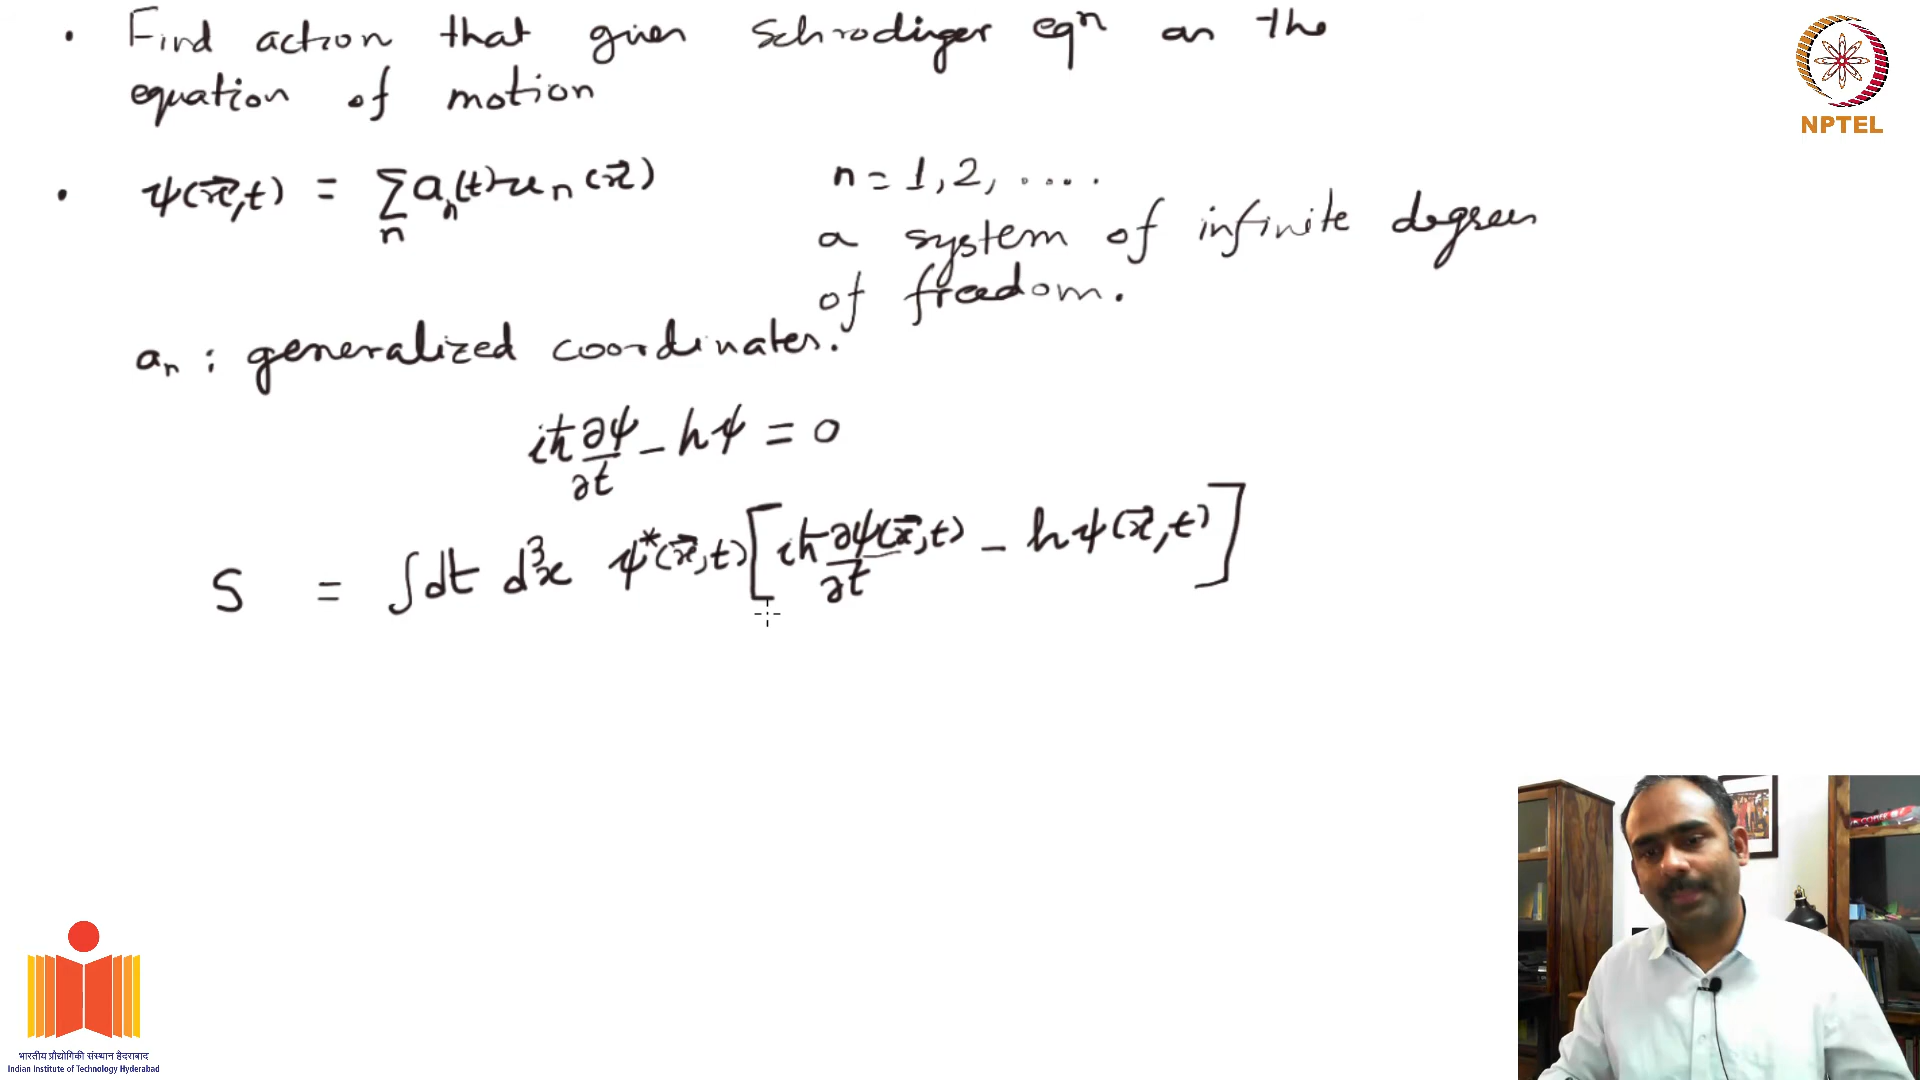 • Find action that gives Schrodinger eqⁿ as the
equation of motion
• ψ(x⃗,t) = ∑ₙ aₙ(t) uₙ(x⃗)
n = 1,2, ....
a system of infinite degrees
of freedom.
aₙ : generalized coordinates.
iħ ∂ψ/∂t - hψ = 0
S = ∫dt d³x ψ*(x⃗,t) [iħ ∂ψ(x⃗,t)/∂t - hψ(x⃗,t)]
NPTEL
भारतीय प्रौद्योगिकी संस्थान हैदराबाद
Indian Institute of Technology Hyderabad